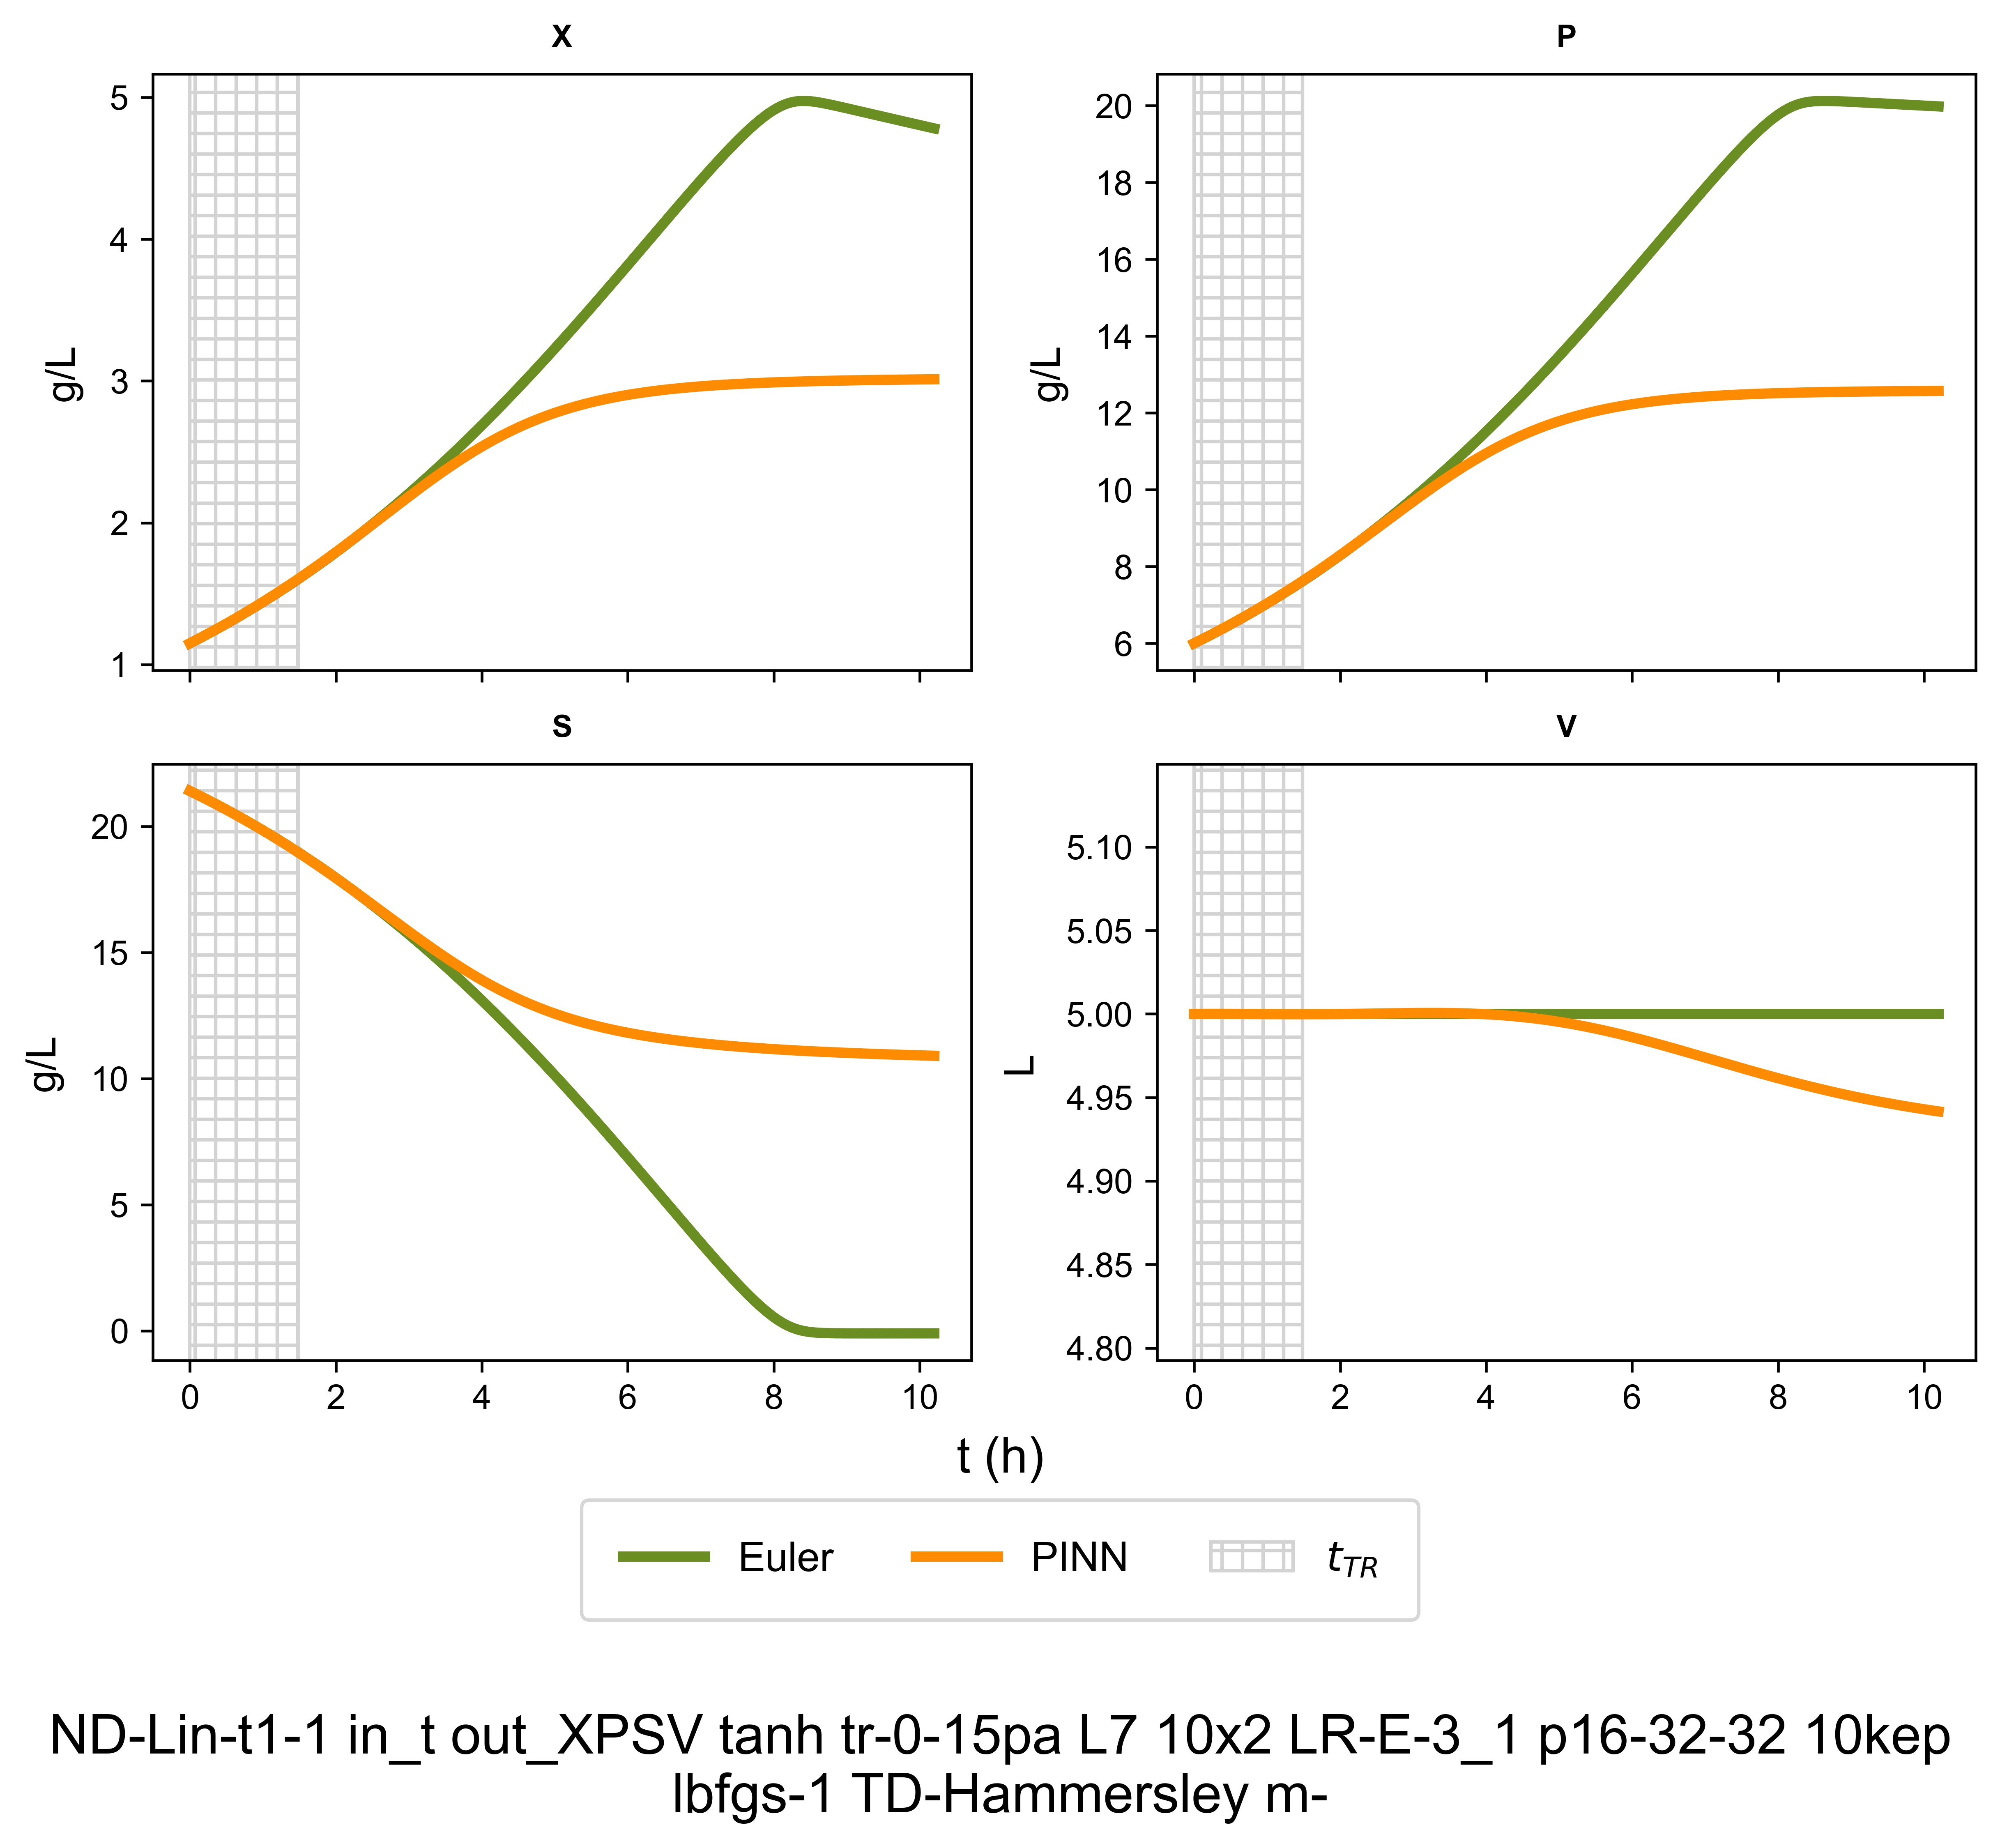 X
P
5
4
3
2
1
g/L
20
18
16
14
12
10
8
6
g/L
S
V
20
15
10
5
0
g/L
5.10
5.05
5.00
4.95
4.90
4.85
4.80
L
0 2 4 6 8 10
0 2 4 6 8 10
t (h)
Euler PINN t_TR
ND-Lin-t1-1 in_t out_XPSV tanh tr-0-15pa L7 10x2 LR-E-3_1 p16-32-32 10kep
lbfgs-1 TD-Hammersley m-